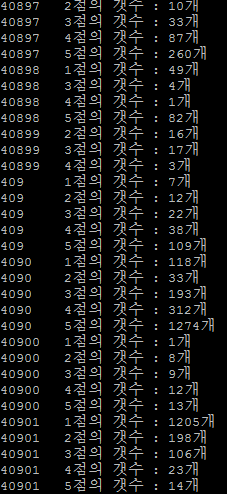 40897 2점의 갯수 : 10개
40897 3점의 갯수 : 33개
40897 4점의 갯수 : 87개
40897 5점의 갯수 : 260개
40898 1점의 갯수 : 49개
40898 3점의 갯수 : 4개
40898 4점의 갯수 : 1개
40898 5점의 갯수 : 82개
40899 2점의 갯수 : 16개
40899 3점의 갯수 : 17개
40899 4점의 갯수 : 3개
409 1점의 갯수 : 7개
409 2점의 갯수 : 12개
409 3점의 갯수 : 22개
409 4점의 갯수 : 38개
409 5점의 갯수 : 109개
4090 1점의 갯수 : 118개
4090 2점의 갯수 : 33개
4090 3점의 갯수 : 193개
4090 4점의 갯수 : 312개
4090 5점의 갯수 : 1274개
40900 1점의 갯수 : 1개
40900 2점의 갯수 : 8개
40900 3점의 갯수 : 9개
40900 4점의 갯수 : 12개
40900 5점의 갯수 : 13개
40901 1점의 갯수 : 1205개
40901 2점의 갯수 : 198개
40901 3점의 갯수 : 106개
40901 4점의 갯수 : 23개
40901 5점의 갯수 : 14개